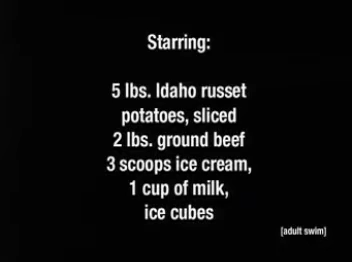 Starring:
5 lbs. Idaho russet
potatoes, sliced
2 lbs. ground beef
3 scoops ice cream,
1 cup of milk,
ice cubes
[adult swim]